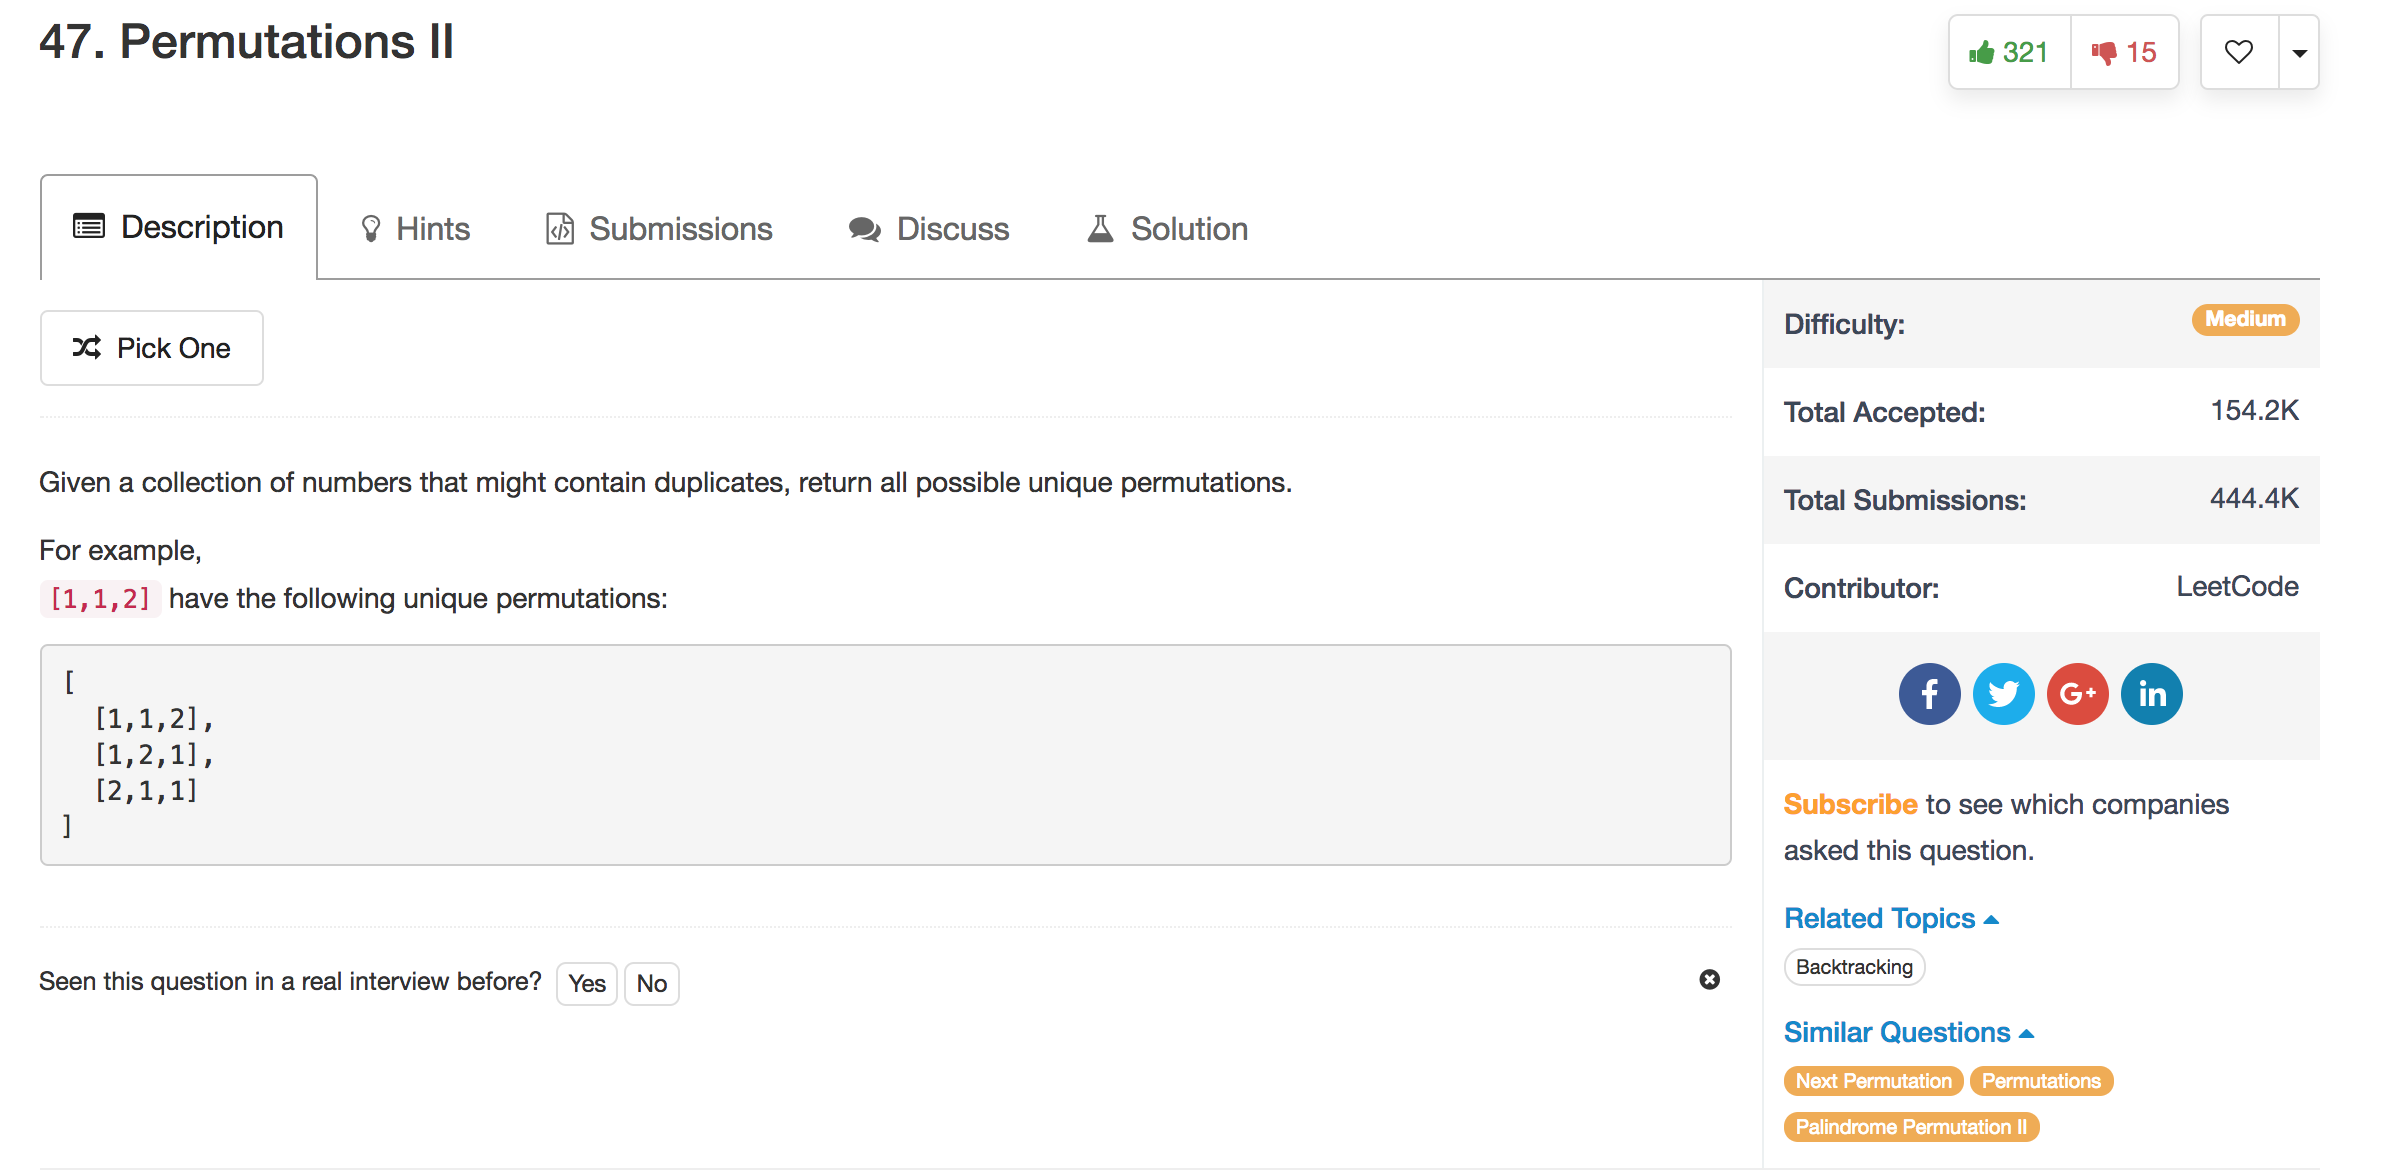 47. Permutations II
321
15
Description
Hints
Submissions
Discuss
Solution
Pick One
Given a collection of numbers that might contain duplicates, return all possible unique permutations.
For example,
[1,1,2] have the following unique permutations:
[
[1,1,2],
[1,2,1],
[2,1,1]
]
Seen this question in a real interview before? Yes No
Difficulty: Medium
Total Accepted: 154.2K
Total Submissions: 444.4K
Contributor: LeetCode
f G+ in
Subscribe to see which companies
asked this question.
Related Topics
Backtracking
Similar Questions
Next Permutation Permutations
Palindrome Permutation II